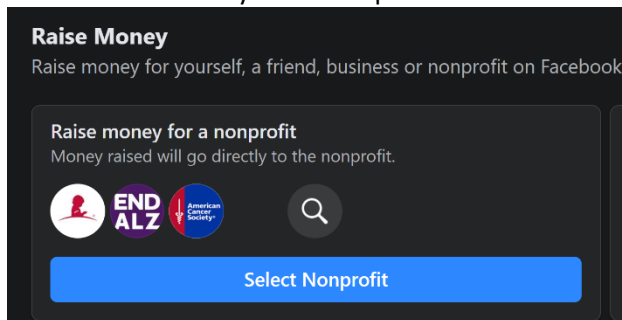 Raise Money
Raise money for yourself, a friend, business or nonprofit on Facebook
Raise money for a nonprofit
Money raised will go directly to the nonprofit.
END
ALZ
American
Cancer
Society
Select Nonprofit